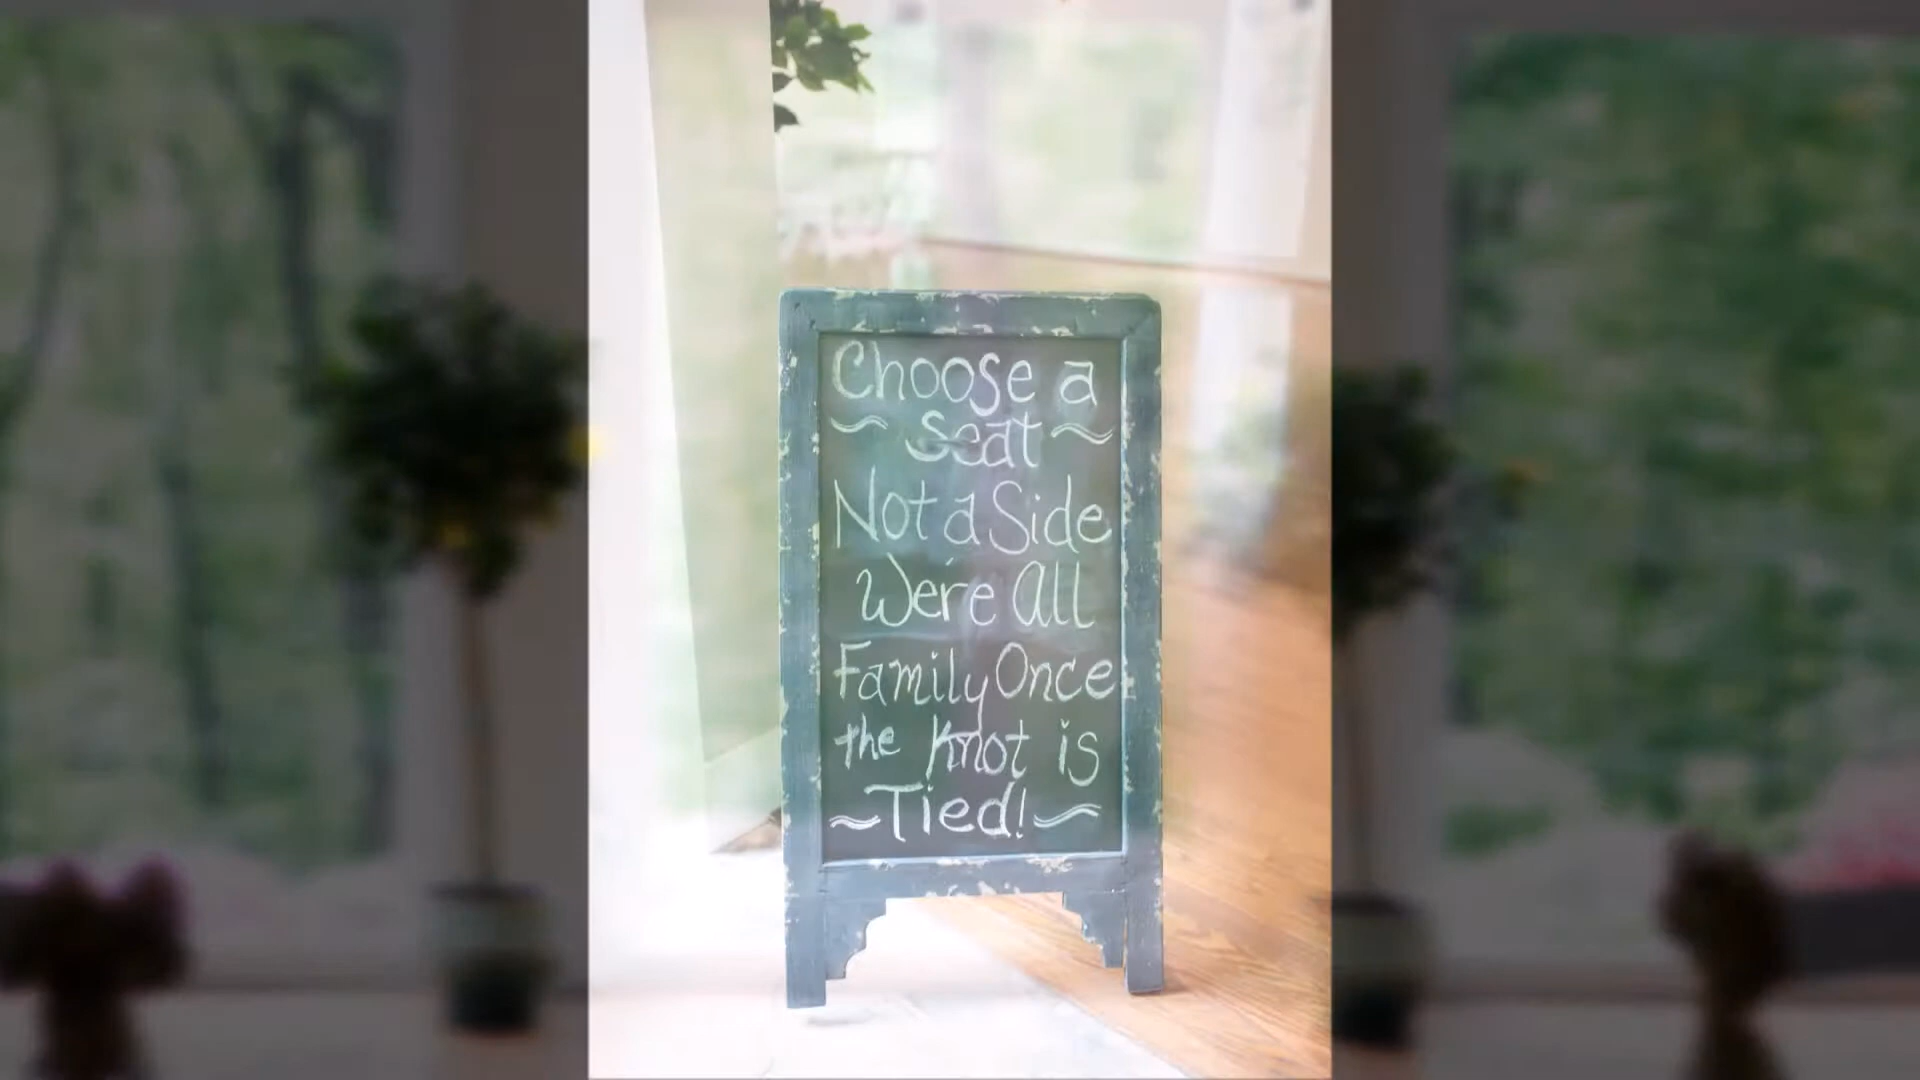 Choose a
~ Seat ~
Not a Side
We're All
Family Once
the Knot is
~Tied!~